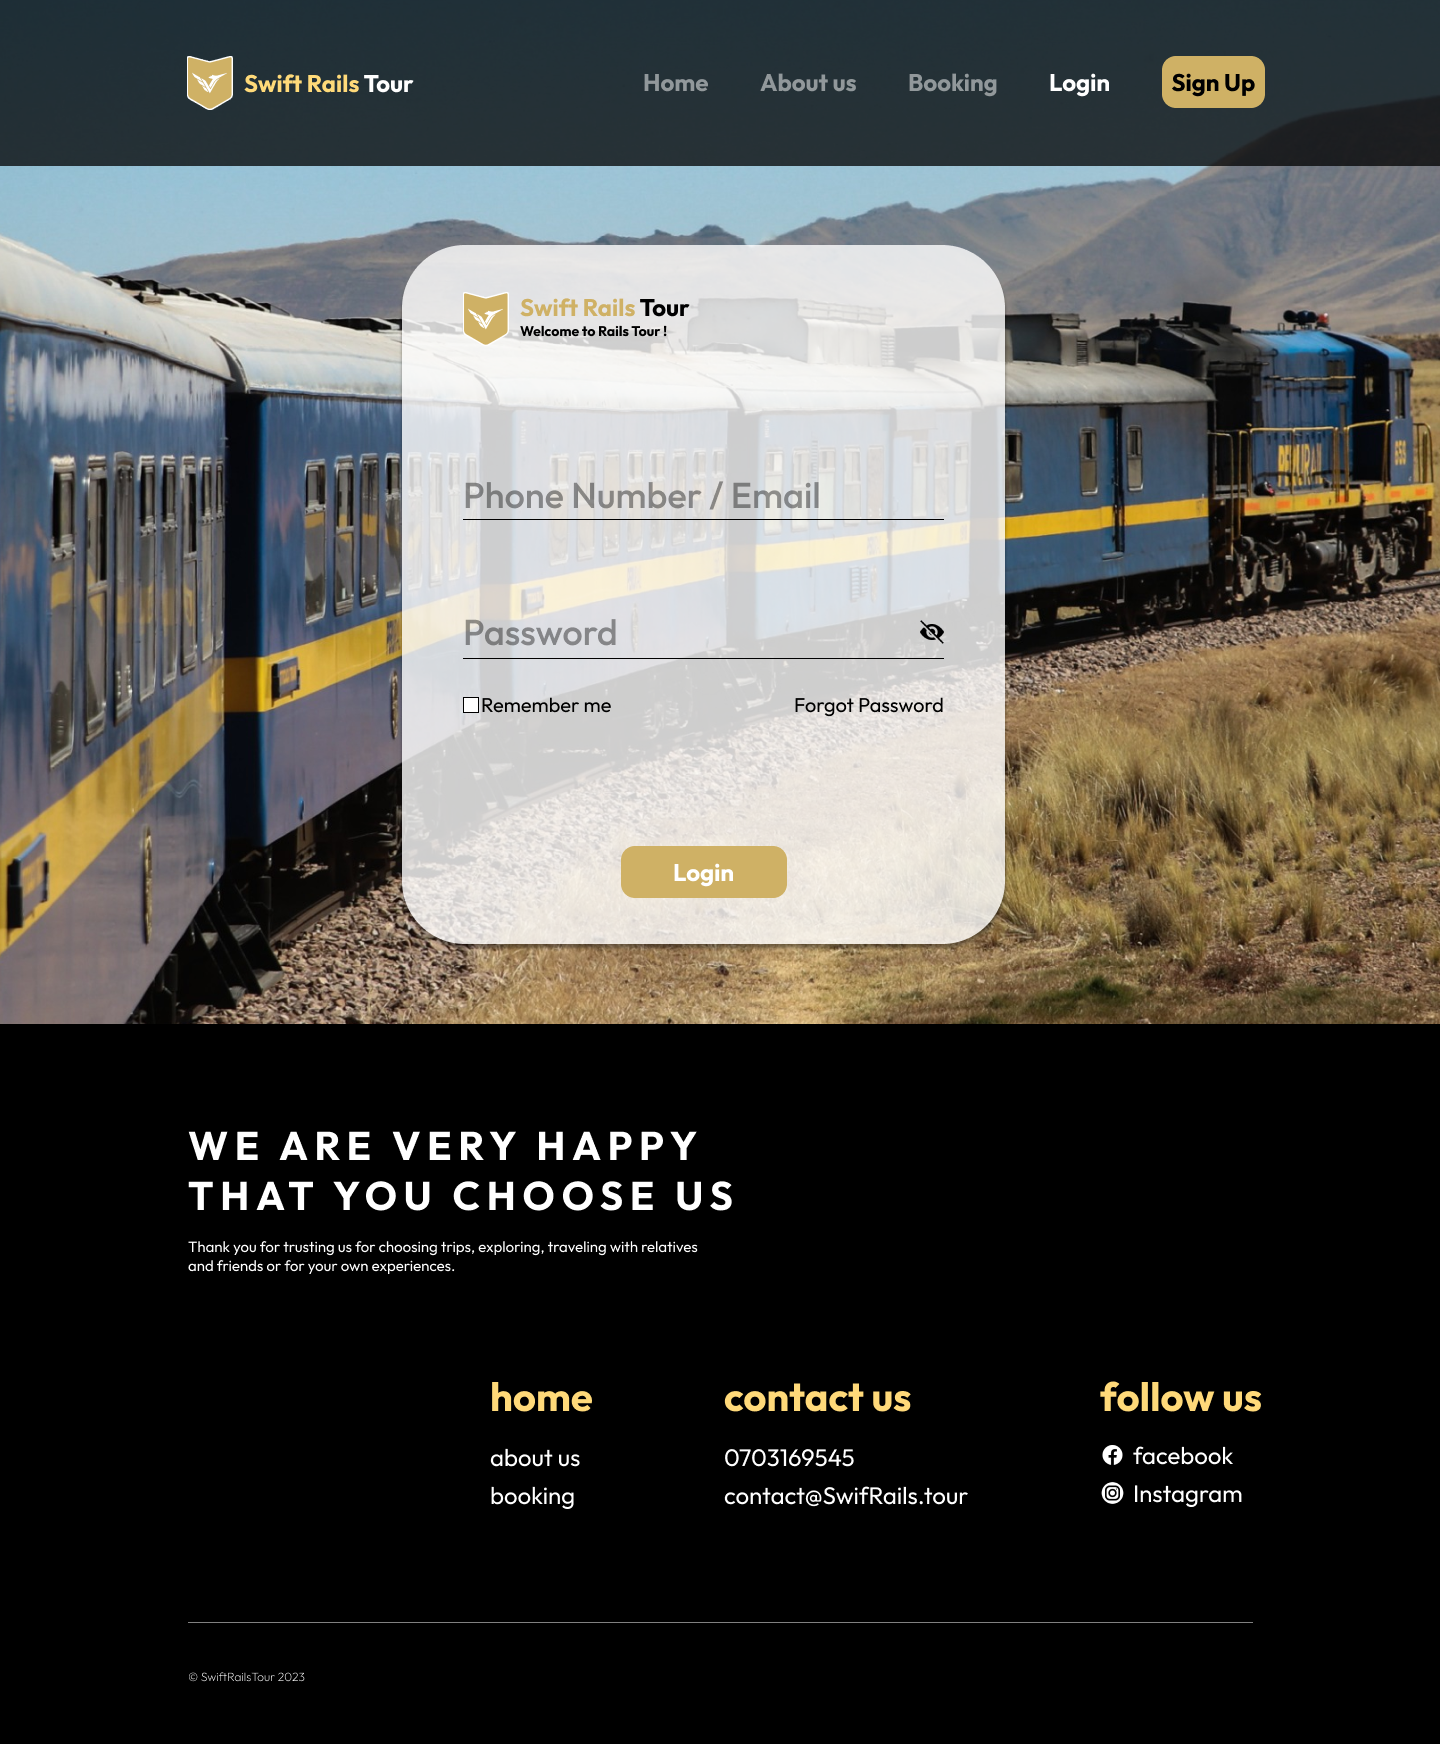 Swift Rails Tour
Home About us Booking Login Sign Up
Swift Rails Tour
Welcome to Rails Tour !
Phone Number / Email
Password
Remember me Forgot Password
Login
WE ARE VERY HAPPY
THAT YOU CHOOSE US
Thank you for trusting us for choosing trips, exploring, traveling with relatives
and friends or for your own experiences.
home contact us follow us
about us 0703169545 facebook
booking contact@SwifRails.tour Instagram
© SwiftRailsTour 2023